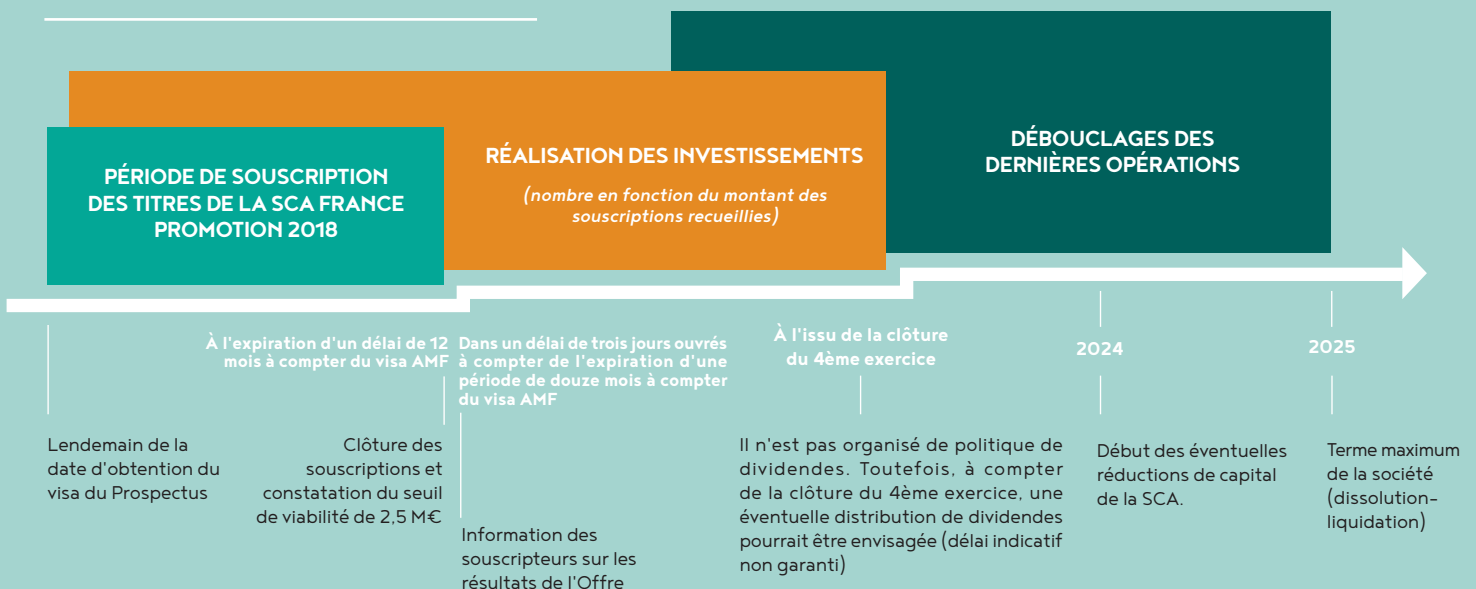 PÉRIODE DE SOUSCRIPTION
DES TITRES DE LA SCA FRANCE
PROMOTION 2018
RÉALISATION DES INVESTISSEMENTS
(nombre en fonction du montant des
souscriptions recueillies)
DÉBOUCLAGES DES
DERNIÈRES OPÉRATIONS
À l'expiration d'un délai de 12
mois à compter du visa AMF
Dans un délai de trois jours ouvrés
à compter de l'expiration d'une
période de douze mois à compter
du visa AMF
À l'issu de la clôture
du 4ème exercice
2024
2025
Lendemain de la
date d'obtention du
visa du Prospectus
Clôture des
souscriptions et
constatation du seuil
de viabilité de 2,5 M€
Information des
souscripteurs sur les
résultats de l'Offre
Il n'est pas organisé de politique de
dividendes. Toutefois, à compter
de la clôture du 4ème exercice, une
éventuelle distribution de dividendes
pourrait être envisagée (délai indicatif
non garanti)
Début des éventuelles
réductions de capital
de la SCA.
Terme maximum
de la société
(dissolution-
liquidation)